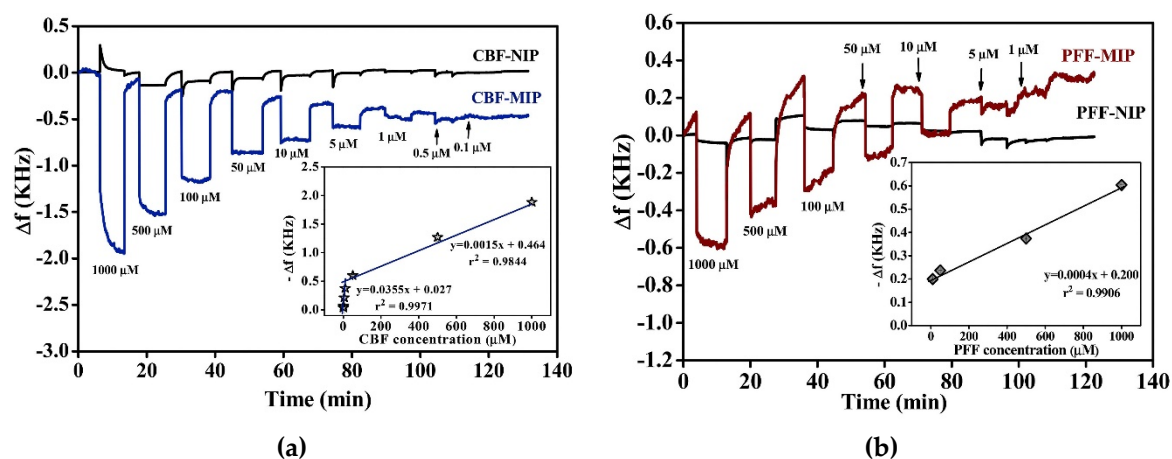 0.5
0.0
-0.5
-1.0
-1.5
-2.0
-2.5
-3.0
Δf (KHz)
CBF-NIP
CBF-MIP
1000 μM
500 μM
100 μM
50 μM
10 μM
5 μM
1 μM
0.5 μM
0.1 μM
2.5
2.0
1.5
1.0
0.5
0.0
- Δf (KHz)
y=0.0015x + 0.464
r² = 0.9844
y=0.0355x + 0.027
r² = 0.9971
0 200 400 600 800 1000
CBF concentration (μM)
0 20 40 60 80 100 120 140
Time (min)
(a)
0.6
0.4
0.2
0.0
-0.2
-0.4
-0.6
-0.8
-1.0
-1.2
Δf (KHz)
50 μM
10 μM
5 μM
1 μM
PFF-MIP
PFF-NIP
1000 μM
500 μM
100 μM
0.8
0.7
0.6
0.5
0.4
0.3
0.2
0.1
0.0
- Δf (KHz)
y=0.0004x + 0.200
r² = 0.9906
0 200 400 600 800 1000
PFF concentration (μM)
0 20 40 60 80 100 120 140
Time (min)
(b)